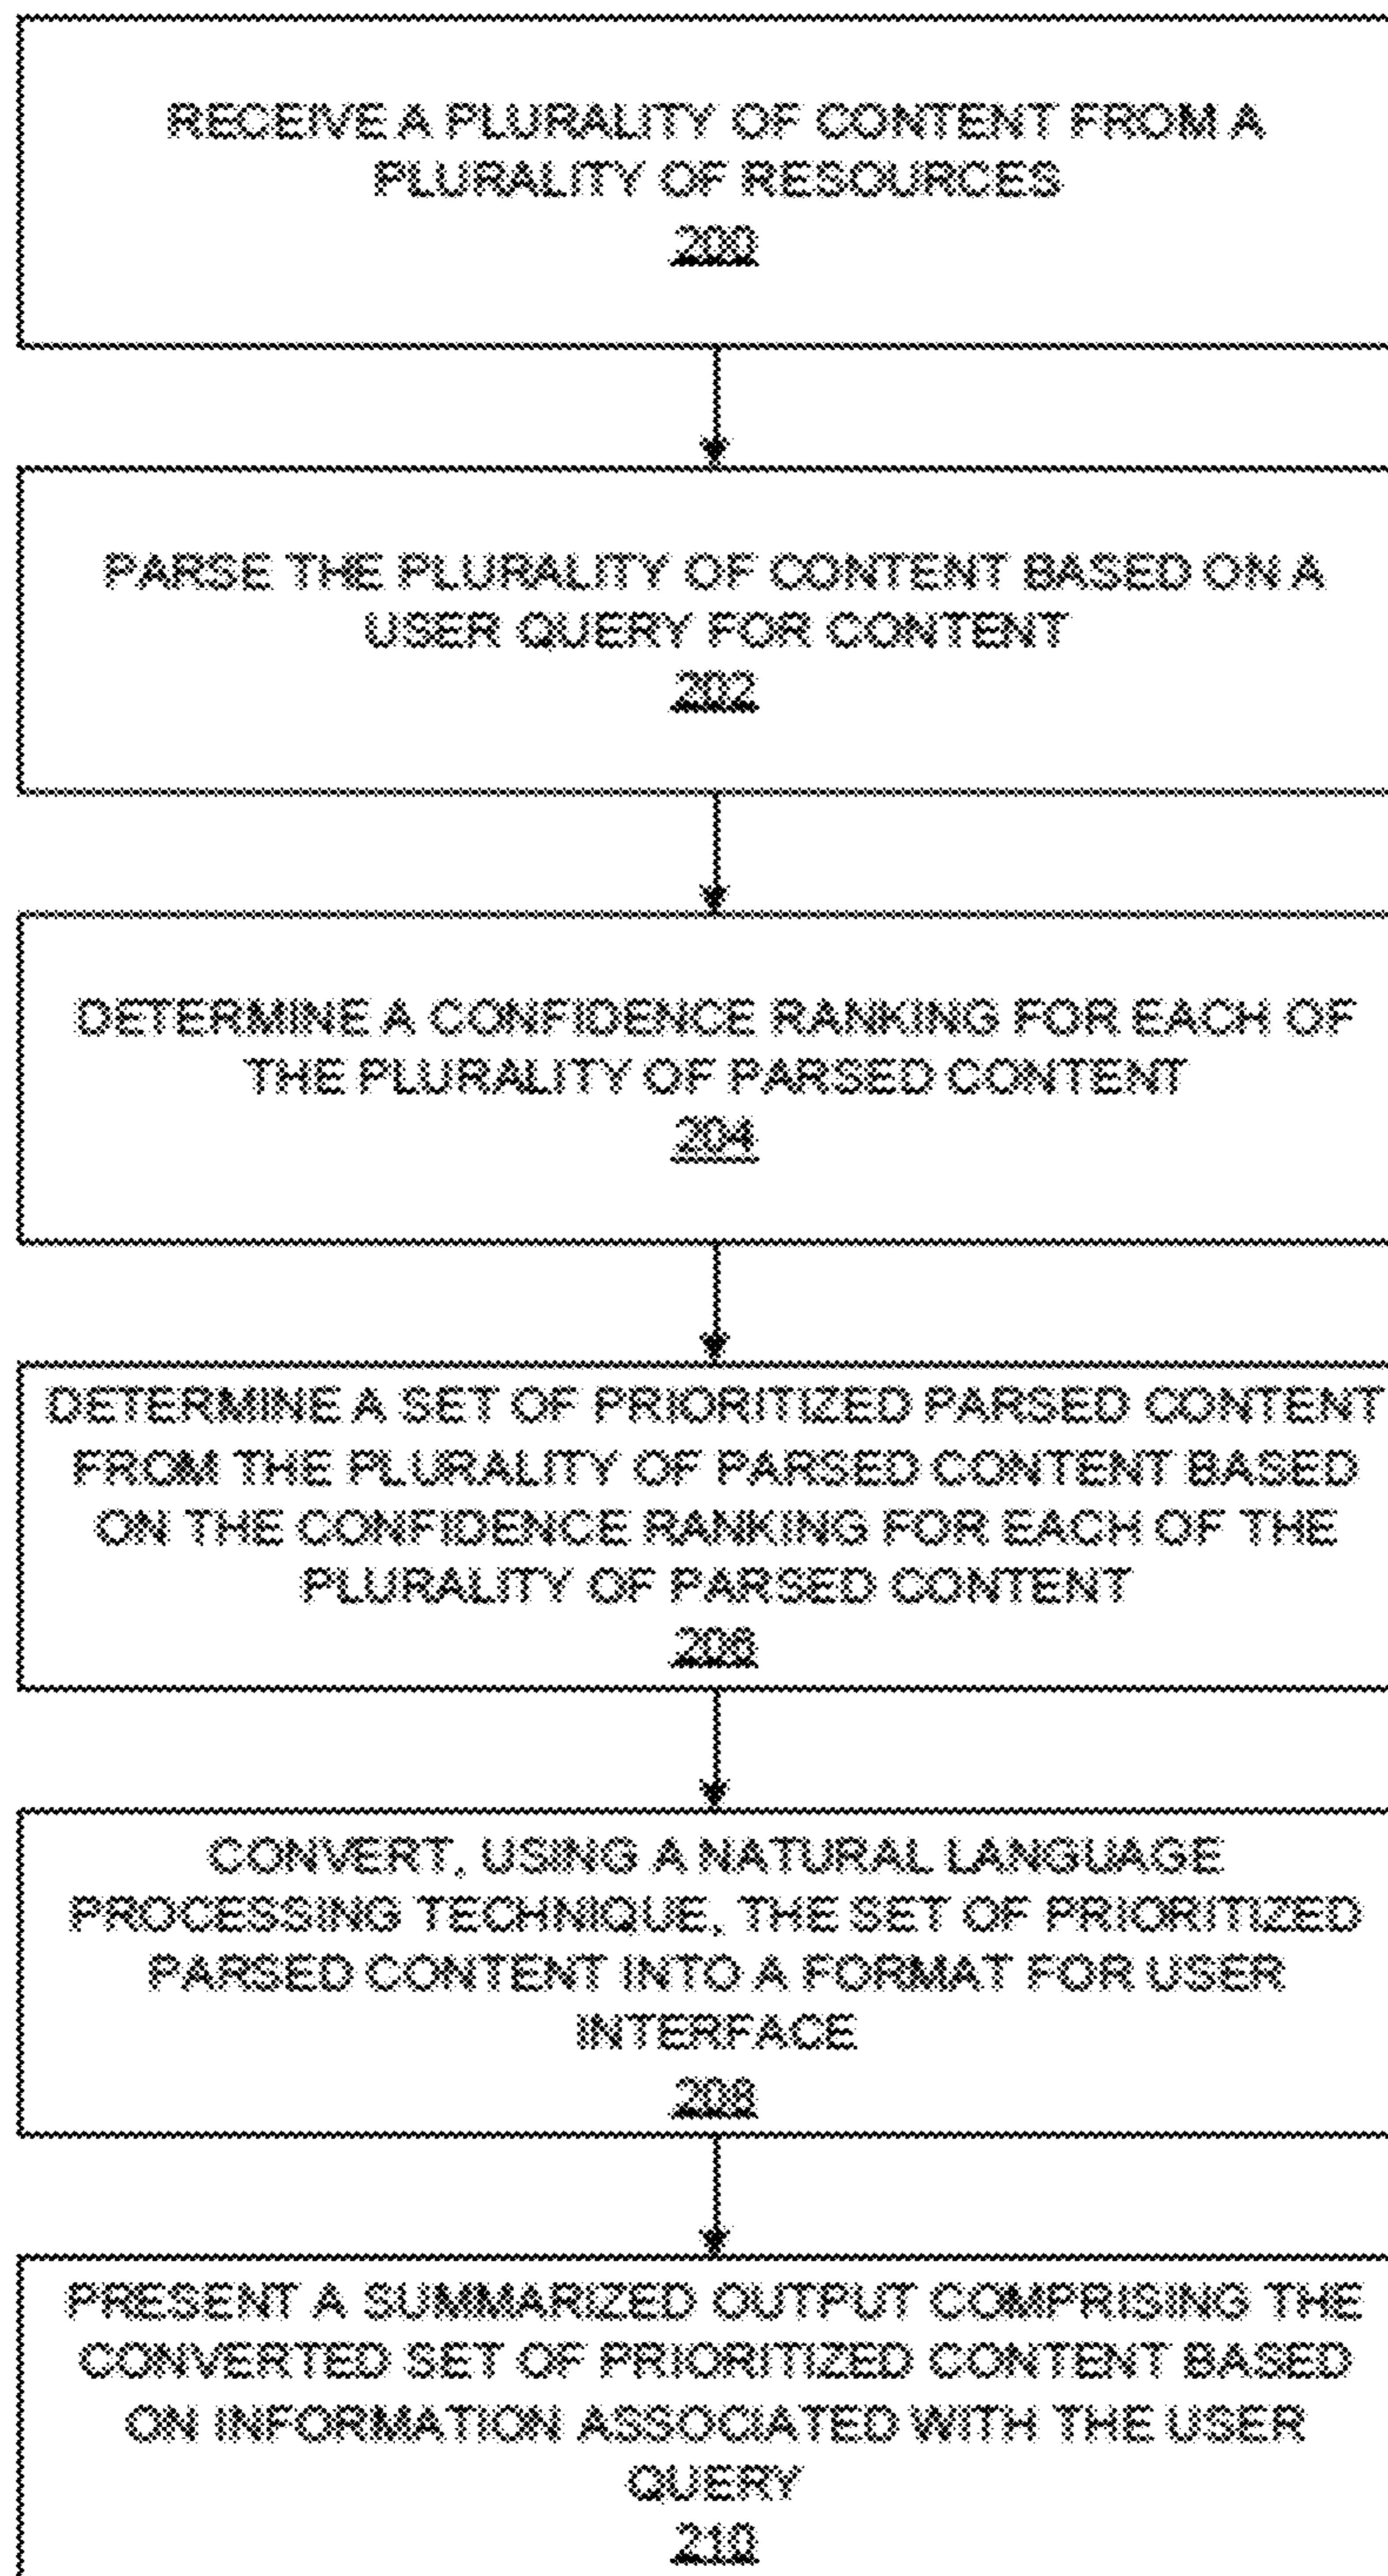 RECEIVE A PLURALITY OF CONTENT FROM A
PLURALITY OF RESOURCES
200
PARSE THE PLURALITY OF CONTENT BASED ON A
USER QUERY FOR CONTENT
202
DETERMINE A CONFIDENCE RANKING FOR EACH OF
THE PLURALITY OF PARSED CONTENT
204
DETERMINE A SET OF PRIORITIZED PARSED CONTENT
FROM THE PLURALITY OF PARSED CONTENT BASED
ON THE CONFIDENCE RANKING FOR EACH OF THE
PLURALITY OF PARSED CONTENT
206
CONVERT, USING A NATURAL LANGUAGE
PROCESSING TECHNIQUE, THE SET OF PRIORITIZED
PARSED CONTENT INTO A FORMAT FOR USER
INTERFACE
208
PRESENT A SUMMARIZED OUTPUT COMPRISING THE
CONVERTED SET OF PRIORITIZED CONTENT BASED
ON INFORMATION ASSOCIATED WITH THE USER
QUERY
210